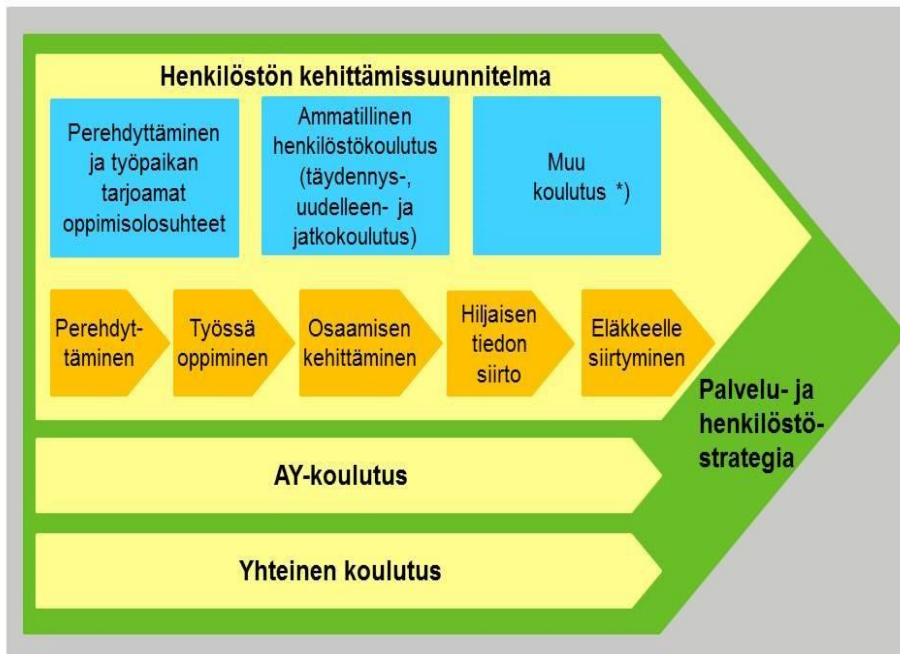 Henkilöstön kehittämissuunnitelma
Perehdyttäminen
ja työpaikan
tarjoamat
oppimisolosuhteet
Ammatillinen
henkilöstökoulutus
(täydennys-,
uudelleen- ja
jatkokoulutus)
Muu
koulutus *)
Perehdyt-
täminen
Työssä
oppiminen
Osaamisen
kehittäminen
Hiljaisen
tiedon
siirto
Eläkkeelle
siirtyminen
Palvelu- ja
henkilöstö-
strategia
AY-koulutus
Yhteinen koulutus